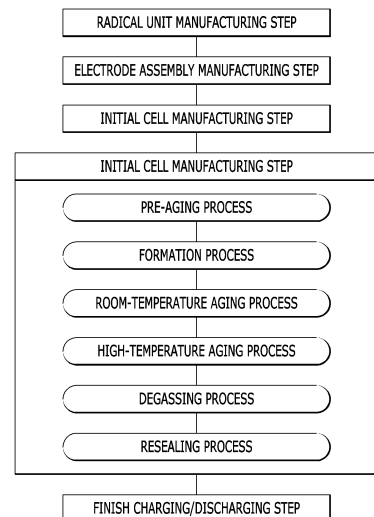 RADICAL UNIT MANUFACTURING STEP
ELECTRODE ASSEMBLY MANUFACTURING STEP
INITIAL CELL MANUFACTURING STEP
INITIAL CELL MANUFACTURING STEP
PRE-AGING PROCESS
FORMATION PROCESS
ROOM-TEMPERATURE AGING PROCESS
HIGH-TEMPERATURE AGING PROCESS
DEGASSING PROCESS
RESEALING PROCESS
FINISH CHARGING/DISCHARGING STEP